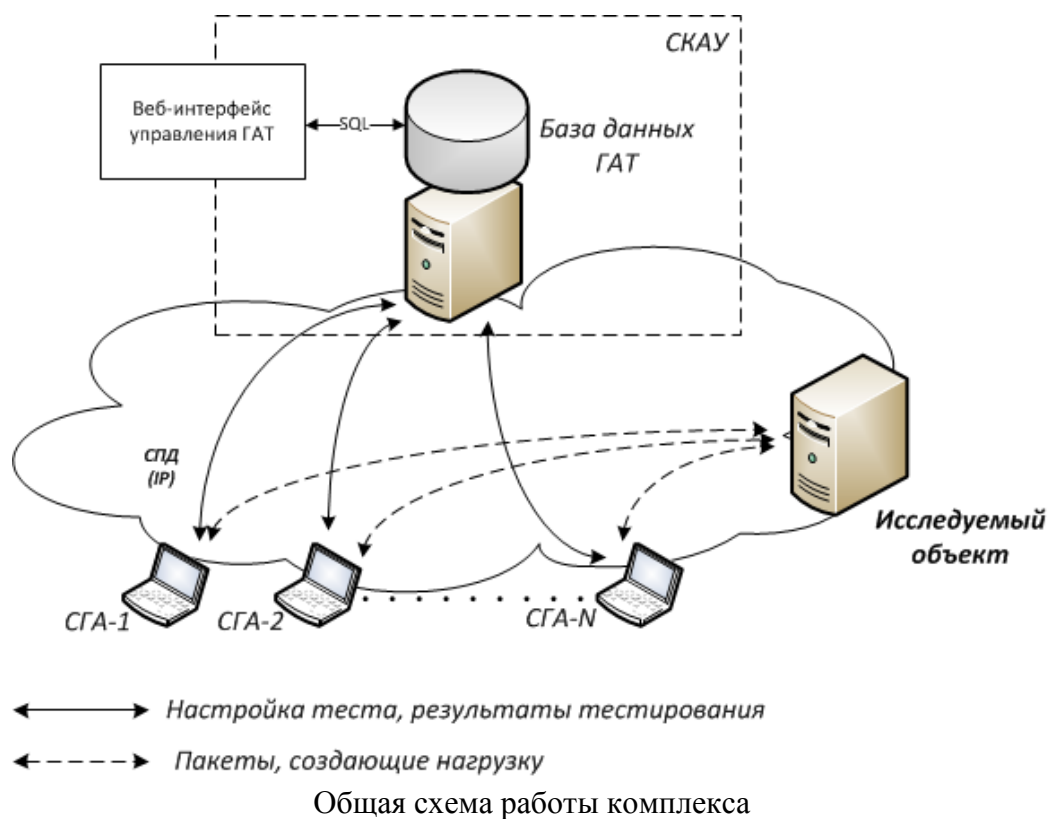 СКАУ
Веб-интерфейс
управления ГАТ
SQL
База данных
ГАТ
СПД
(IP)
Исследуемый
объект
СГА-1
СГА-2
СГА-N
Настройка теста, результаты тестирования
Пакеты, создающие нагрузку
Общая схема работы комплекса